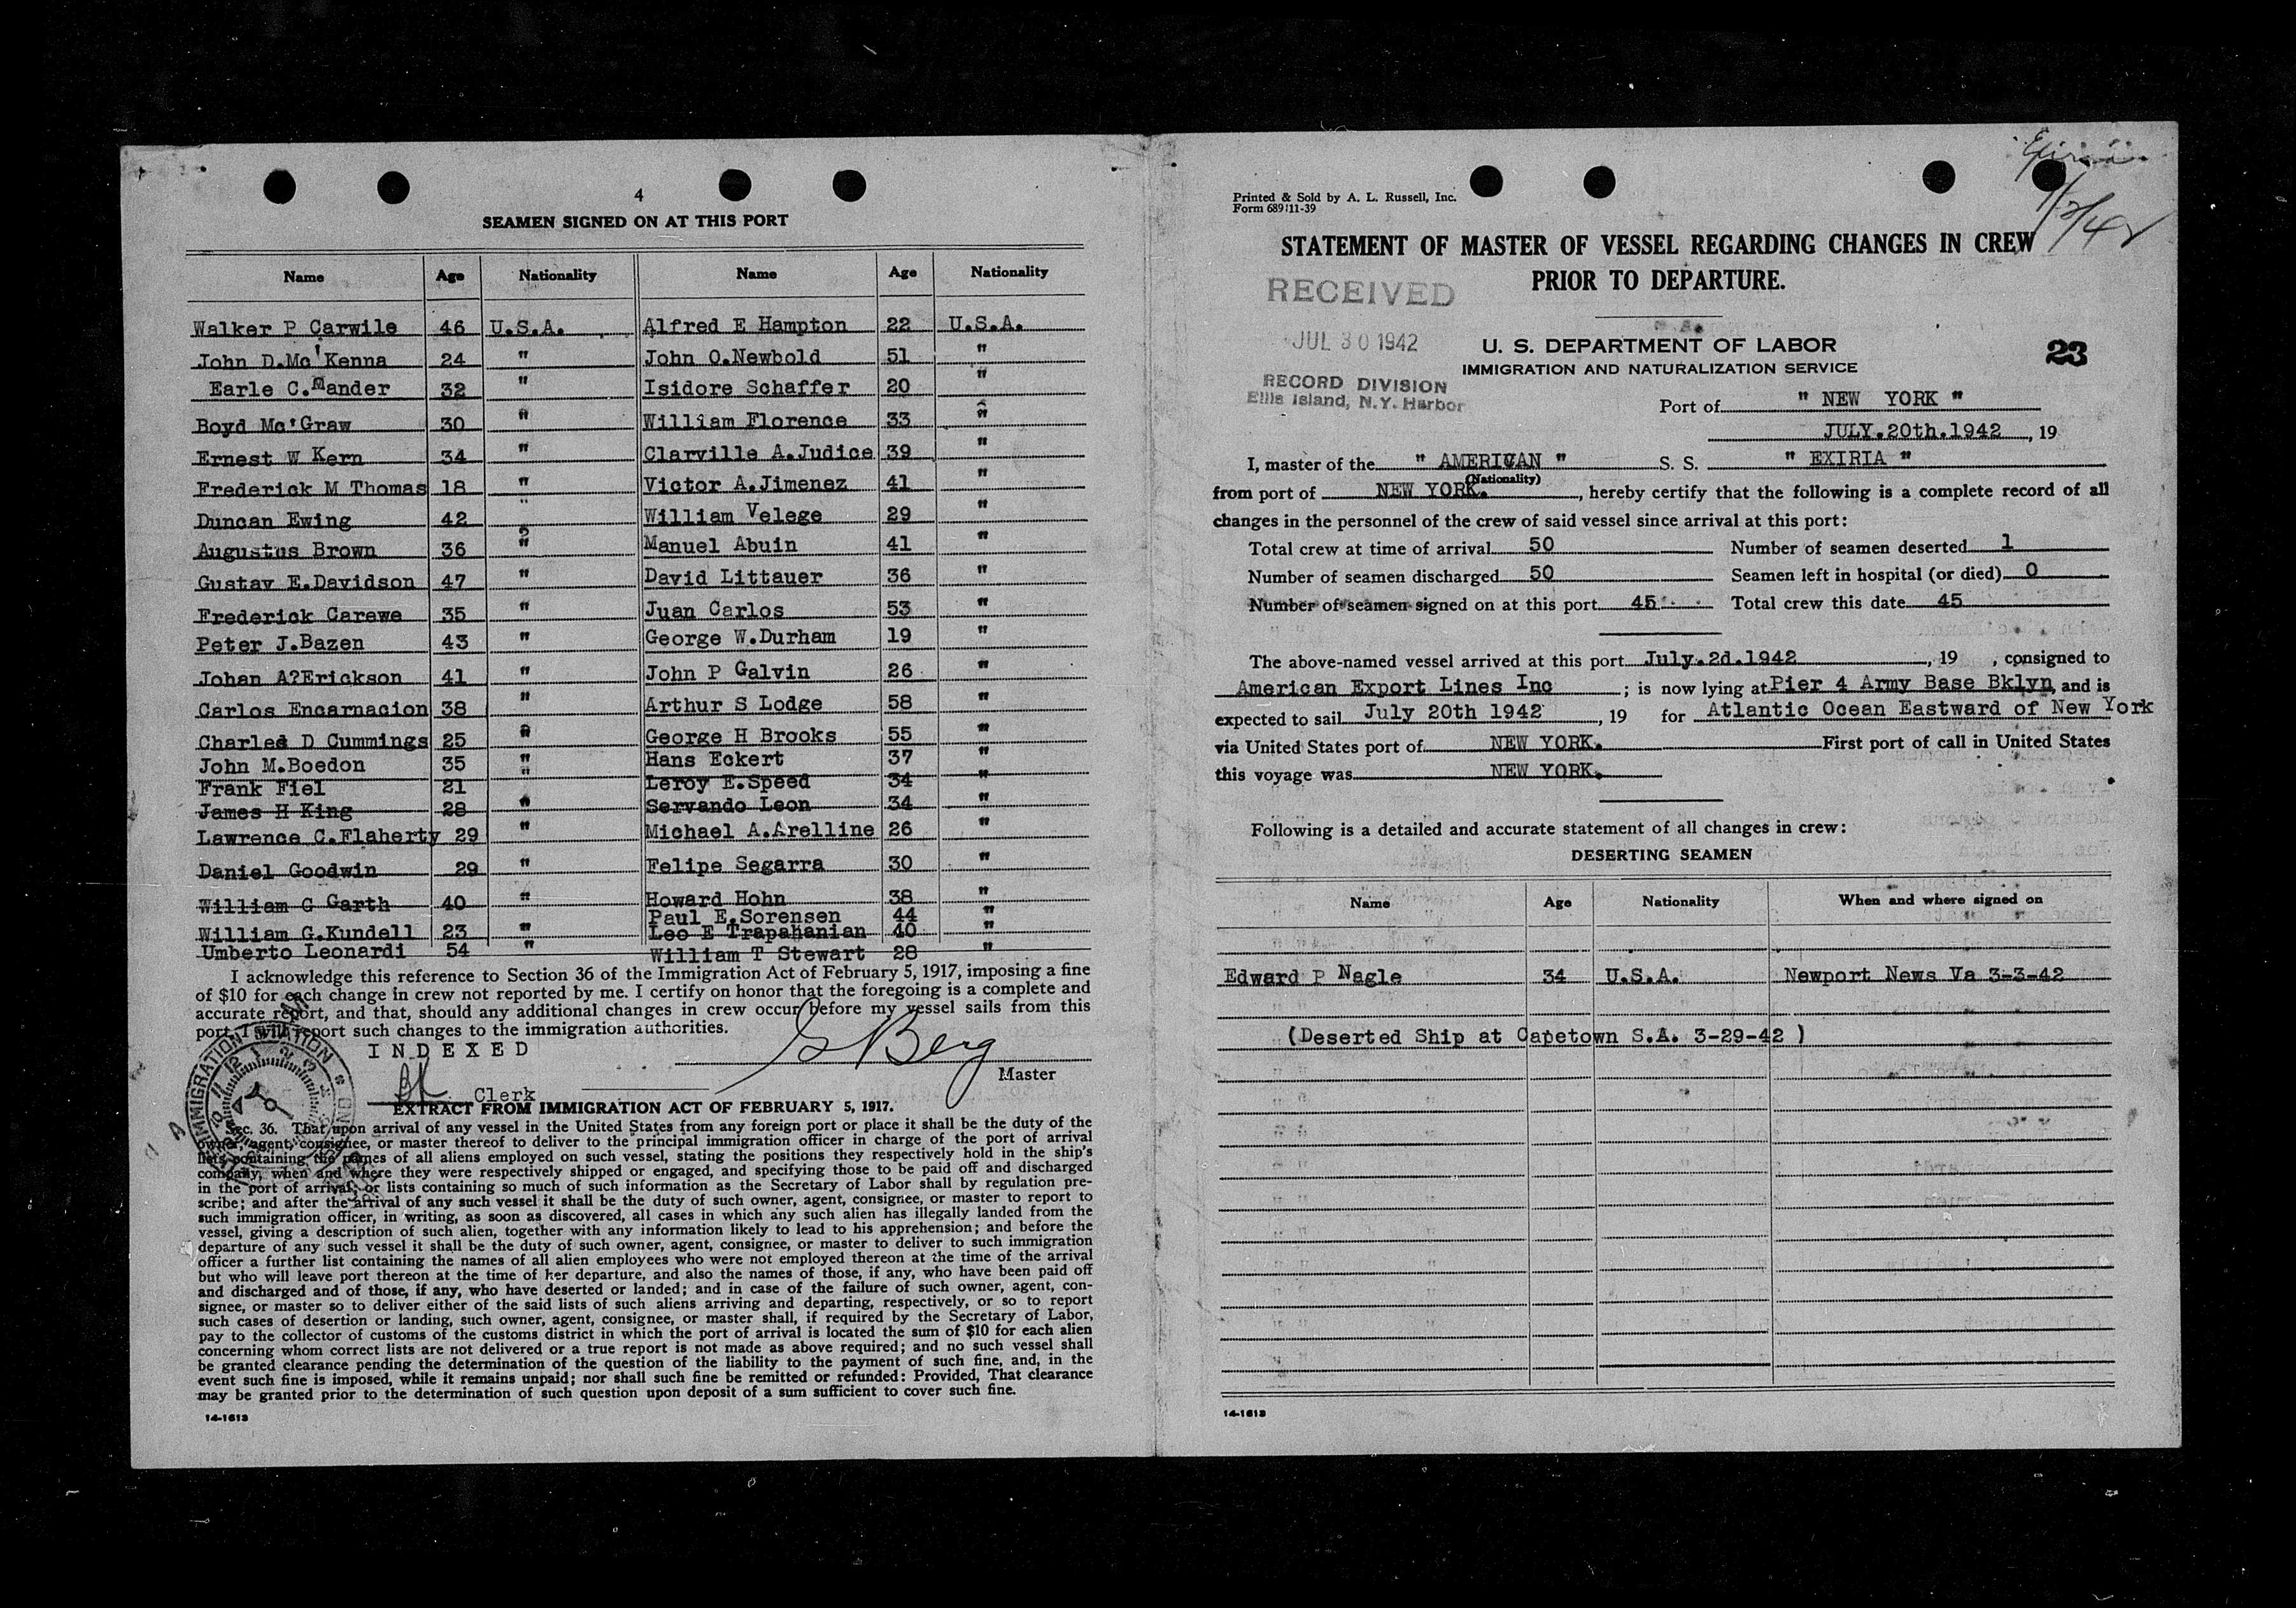 4
SEAMEN SIGNED ON AT THIS PORT
Name Age Nationality Name Age Nationality
Walker P Carwile 46 U.S.A. Alfred E Hampton 22 U.S.A.
John D.Mc'Kenna 24 " John O.Newbold 51 "
Earle C.Mander 32 " Isidore Schaffer 20 "
Boyd Mc'Graw 30 " William Florence 33 "
Ernest W Kern 34 " Clarville A.Judice 39 "
Frederick M Thomas 18 " Victor A.Jimenez 41 "
Duncan Ewing 42 " William Velege 29 "
Augustus Brown 36 " Manuel Abuin 41 "
Gustav E.Davidson 47 " David Littauer 36 "
Frederick Carewe 35 " Juan Carlos 53 "
Peter J.Bazen 43 " George W.Durham 19 "
Johan A?Erickson 41 " John P Galvin 26 "
Carlos Encarnacion 38 " Arthur S Lodge 58 "
Charles D Cummings 25 " George H Brooks 55 "
John M.Boedon 35 " Hans Eckert 37 "
Frank Fiel 21 " Leroy E.Speed 34 "
James H King 28 " Servando Leon 34 "
Lawrence C.Flaherty 29 " Michael A.Arelline 26 "
Daniel Goodwin 29 " Felipe Segarra 30 "
William G Garth 40 " Howard Hohn 38 "
Paul E.Sorensen 44 "
William G.Kundell 23 " Leo E Trapahanian 40 "
Umberto Leonardi 54 " William T Stewart 28 "
I acknowledge this reference to Section 36 of the Immigration Act of February 5, 1917, imposing a fine
of $10 for each change in crew not reported by me. I certify on honor that the foregoing is a complete and
accurate report, and that, should any additional changes in crew occur before my vessel sails from this
port, I will report such changes to the immigration authorities.
INDEXED
Berg
Master
Clerk
IMMIGRATION STATION
EXTRACT FROM IMMIGRATION ACT OF FEBRUARY 5, 1917.
Sec. 36. That upon arrival of any vessel in the United States from any foreign port or place it shall be the duty of the
owner, agent, consignee, or master thereof to deliver to the principal immigration officer in charge of the port of arrival
lists containing the names of all aliens employed on such vessel, stating the positions they respectively hold in the ship's
company, when and where they were respectively shipped or engaged, and specifying those to be paid off and discharged
in the port of arrival; or lists containing so much of such information as the Secretary of Labor shall by regulation pre-
scribe; and after the arrival of any such vessel it shall be the duty of such owner, agent, consignee, or master to report to
such immigration officer, in writing, as soon as discovered, all cases in which any such alien has illegally landed from the
vessel, giving a description of such alien, together with any information likely to lead to his apprehension; and before the
departure of any such vessel it shall be the duty of such owner, agent, consignee, or master to deliver to such immigration
officer a further list containing the names of all alien employees who were not employed thereon at the time of the arrival
but who will leave port thereon at the time of her departure, and also the names of those, if any, who have been paid off
and discharged and of those, if any, who have deserted or landed; and in case of the failure of such owner, agent, con-
signee, or master so to deliver either of the said lists of such aliens arriving and departing, respectively, or so to report
such cases of desertion or landing, such owner, agent, consignee, or master shall, if required by the Secretary of Labor,
pay to the collector of customs of the customs district in which the port of arrival is located the sum of $10 for each alien
concerning whom correct lists are not delivered or a true report is not made as above required; and no such vessel shall
be granted clearance pending the determination of the question of the liability to the payment of such fine, and, in the
event such fine is imposed, while it remains unpaid; nor shall such fine be remitted or refunded: Provided, That clearance
may be granted prior to the determination of such question upon deposit of a sum sufficient to cover such fine.
14-1613
Printed & Sold by A. L. Russell, Inc.
Form 689 11-39
STATEMENT OF MASTER OF VESSEL REGARDING CHANGES IN CREW
PRIOR TO DEPARTURE.
RECEIVED
JUL 30 1942
RECORD DIVISION
Ellis Island, N.Y. Harbor
U. S. DEPARTMENT OF LABOR
IMMIGRATION AND NATURALIZATION SERVICE
23
Port of " NEW YORK "
JULY.20th.1942 , 19
I, master of the " AMERICAN " S. S. " EXIRIA "
(Nationality)
from port of NEW YORK. , hereby certify that the following is a complete record of all
changes in the personnel of the crew of said vessel since arrival at this port:
Total crew at time of arrival 50 Number of seamen deserted 1
Number of seamen discharged 50 Seamen left in hospital (or died) 0
Number of seamen signed on at this port 45 Total crew this date 45
The above-named vessel arrived at this port July.2d.1942 , 19 , consigned to
American Export Lines Inc ; is now lying at Pier 4 Army Base Bklyn, and is
expected to sail July 20th 1942 , 19 for Atlantic Ocean Eastward of New York
via United States port of NEW YORK. First port of call in United States
this voyage was NEW YORK.
Following is a detailed and accurate statement of all changes in crew:
DESERTING SEAMEN
Name Age Nationality When and where signed on
Edward P Nagle 34 U.S.A. Newport News Va 3-3-42
(Deserted Ship at Capetown S.A. 3-29-42 )
14-1613